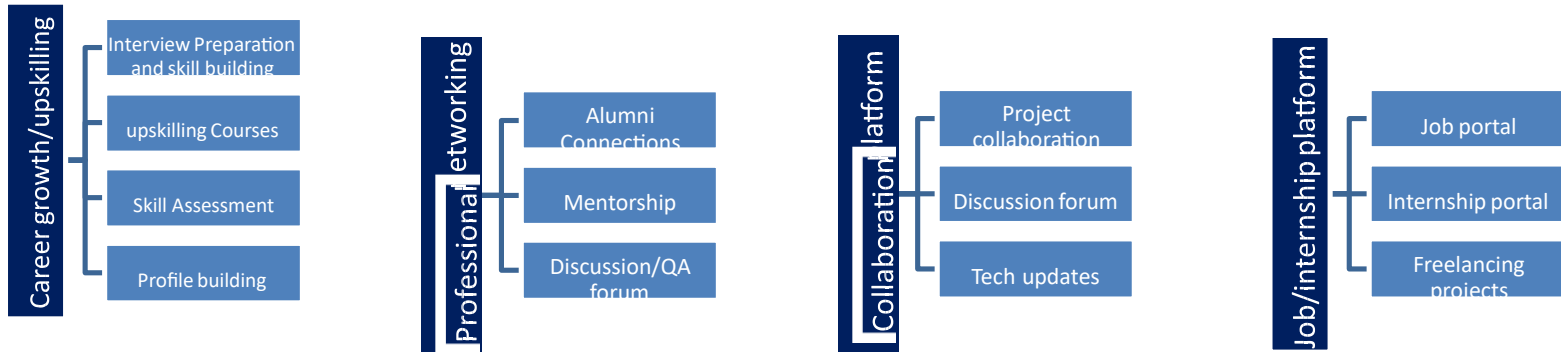 Career growth/upskilling
Interview Preparation
and skill building
upskilling Courses
Skill Assessment
Profile building
Professional etworking
Alumni
Connections
Mentorship
Discussion/QA
forum
Collaboration platform
Project
collaboration
Discussion forum
Tech updates
Job/internship platform
Job portal
Internship portal
Freelancing
projects